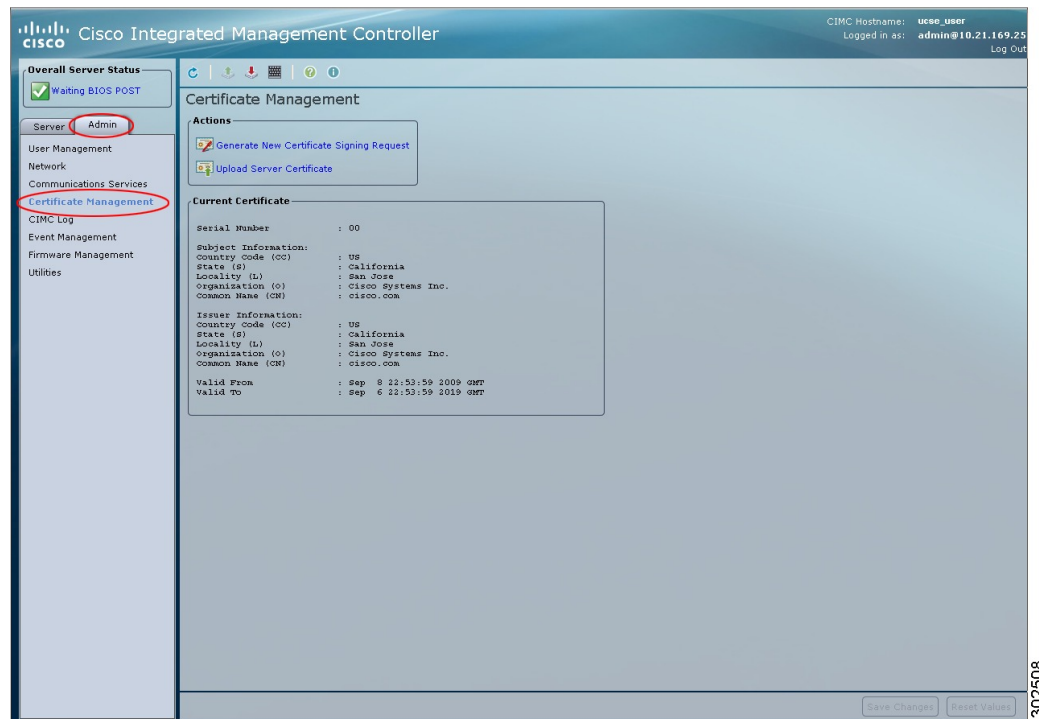 CISCO Cisco Integrated Management Controller
CIMC Hostname: ucse_user
Logged in as: admin@10.21.169.25
Log Out
Overall Server Status
Waiting BIOS POST
Server Admin
User Management
Network
Communications Services
Certificate Management
CIMC Log
Event Management
Firmware Management
Utilities
Certificate Management
Actions
Generate New Certificate Signing Request
Upload Server Certificate
Current Certificate
Serial Number : 00
Subject Information:
Country Code (CC) : US
State (S) : California
Locality (L) : San Jose
Organization (O) : Cisco Systems Inc.
Common Name (CN) : cisco.com
Issuer Information:
Country Code (CC) : US
State (S) : California
Locality (L) : San Jose
Organization (O) : Cisco Systems Inc.
Common Name (CN) : cisco.com
Valid From : Sep 8 22:53:59 2009 GMT
Valid To : Sep 6 22:53:59 2019 GMT
Save Changes Reset Values
302508